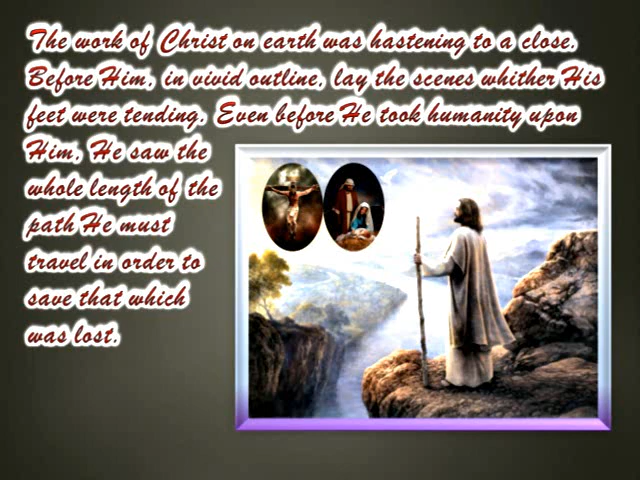 The work of Christ on earth was hastening to a close.
Before Him, in vivid outline, lay the scenes whither His
feet were tending. Even before He took humanity upon
Him, He saw the
whole length of the
path He must
travel in order to
save that which
was lost.